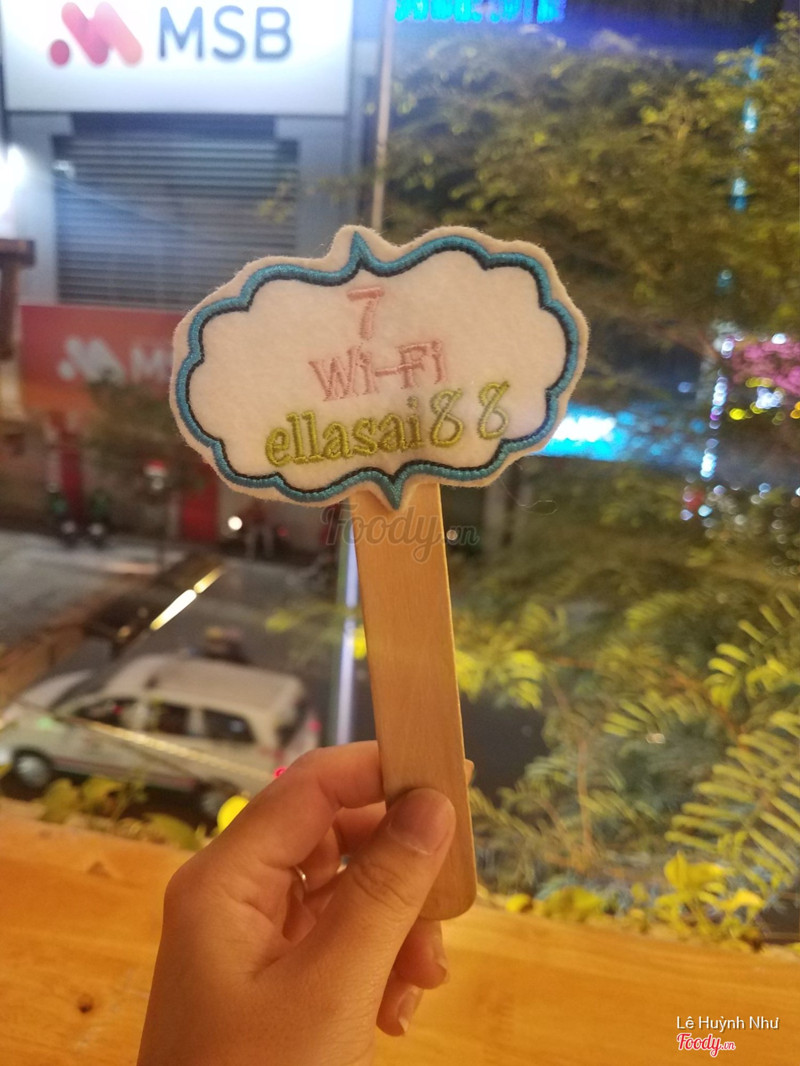 MSB
M
7
Wi-Fi
ellasai88
Foody.vn
Lê Huỳnh Như
Foody.vn